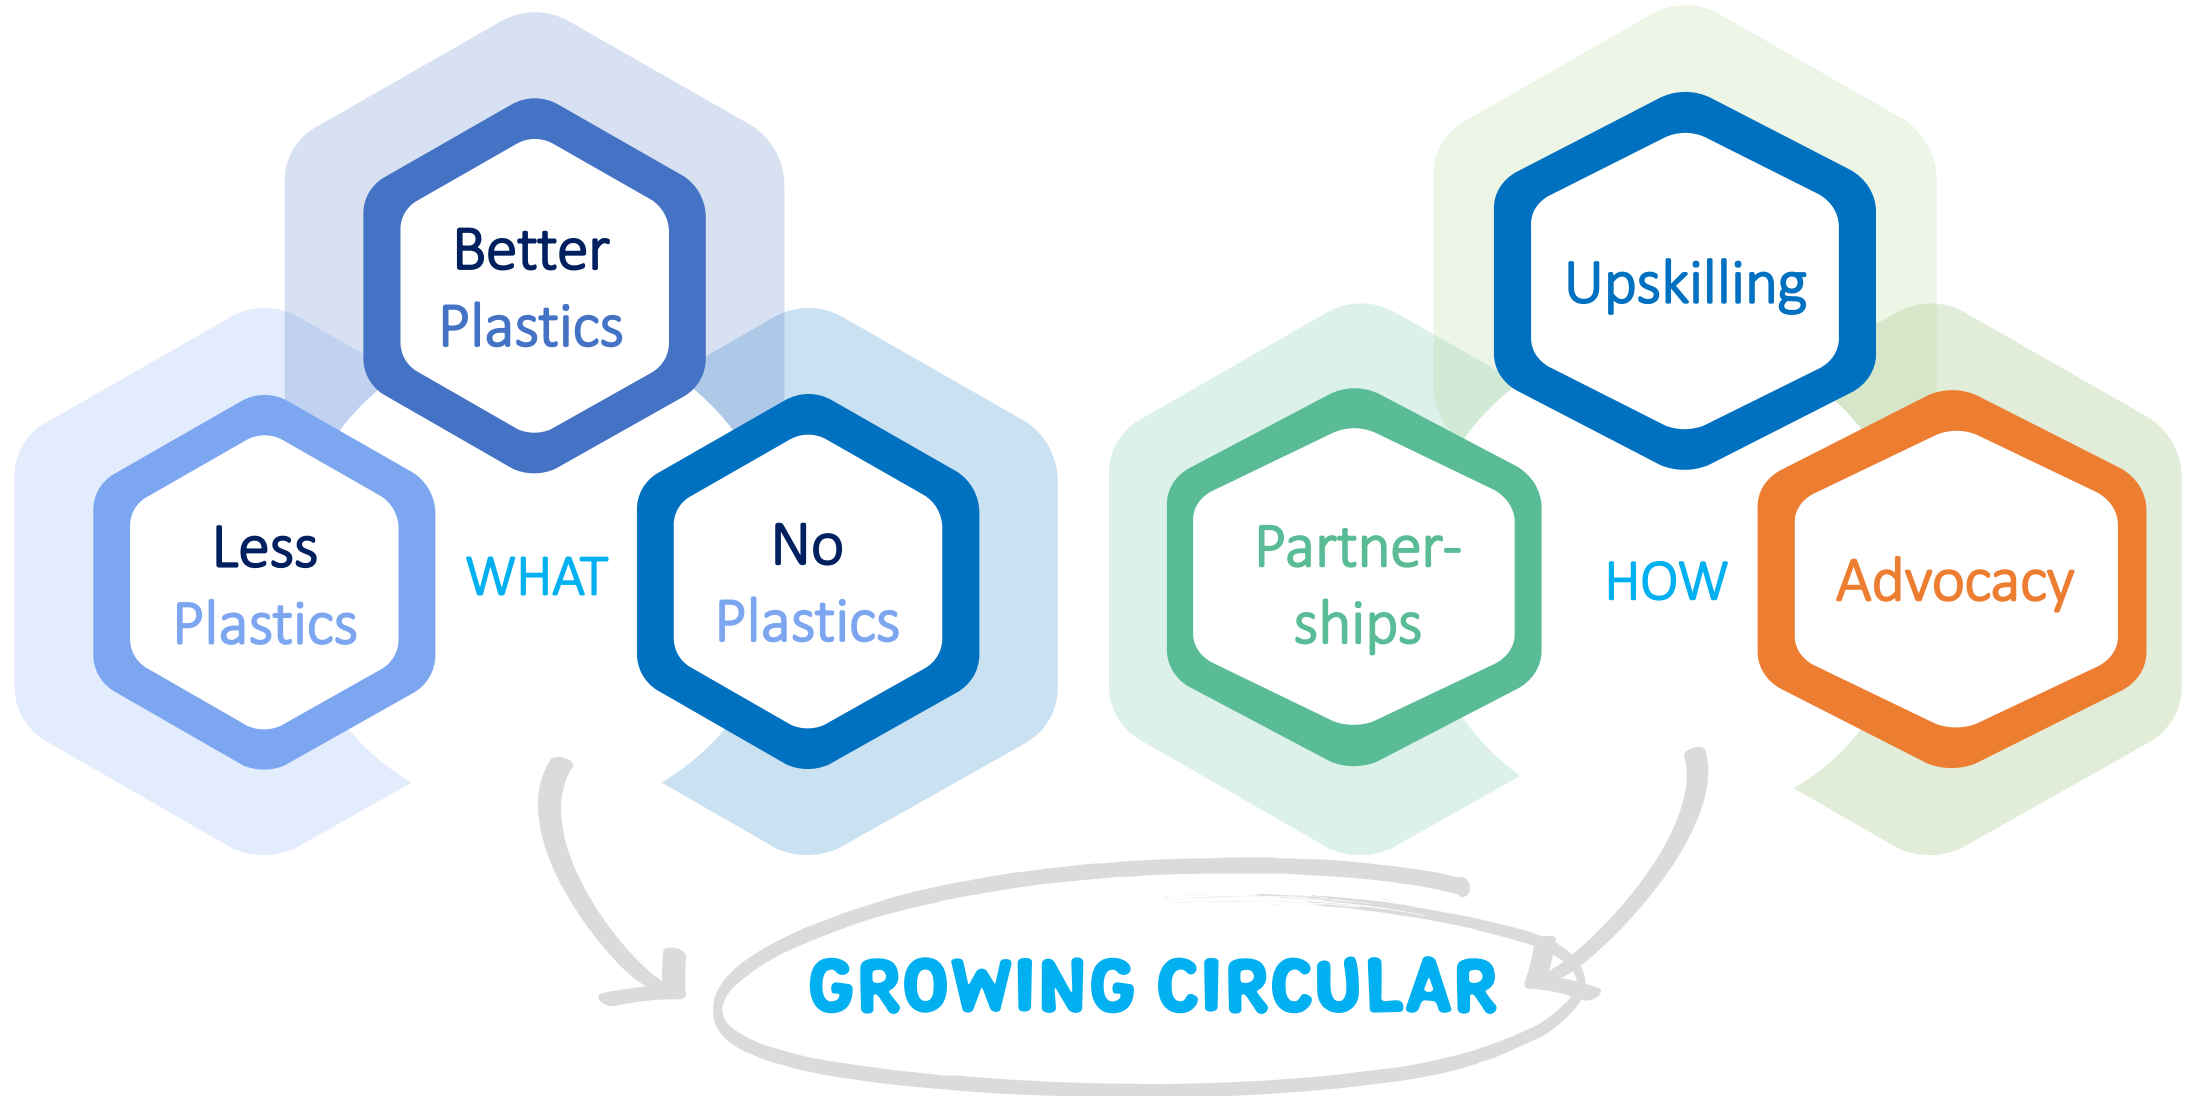 Better
Plastics
Less
Plastics
WHAT
No
Plastics
Upskilling
Partner-
ships
HOW
Advocacy
GROWING CIRCULAR